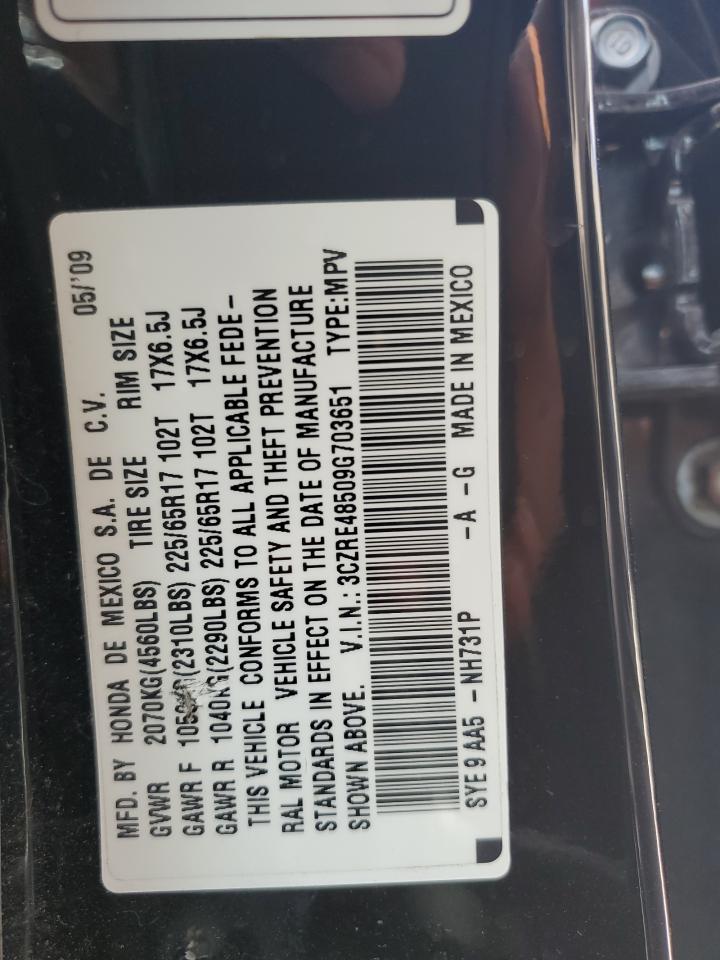 MFD. BY HONDA DE MEXICO S.A. DE C.V. 05/'09
GVWR 2070KG(4560LBS) TIRE SIZE RIM SIZE
GAWR F (2310LBS) 225/65R17 102T 17X6.5J
GAWR R 1040KG(2290LBS) 225/65R17 102T 17X6.5J
THIS VEHICLE CONFORMS TO ALL APPLICABLE FEDE-
RAL MOTOR VEHICLE SAFETY AND THEFT PREVENTION
STANDARDS IN EFFECT ON THE DATE OF MANUFACTURE
SHOWN ABOVE. V.I.N.: 3CZRE48509G703651 TYPE:MPV
SYE9AA5 -NH731P -A -G MADE IN MEXICO